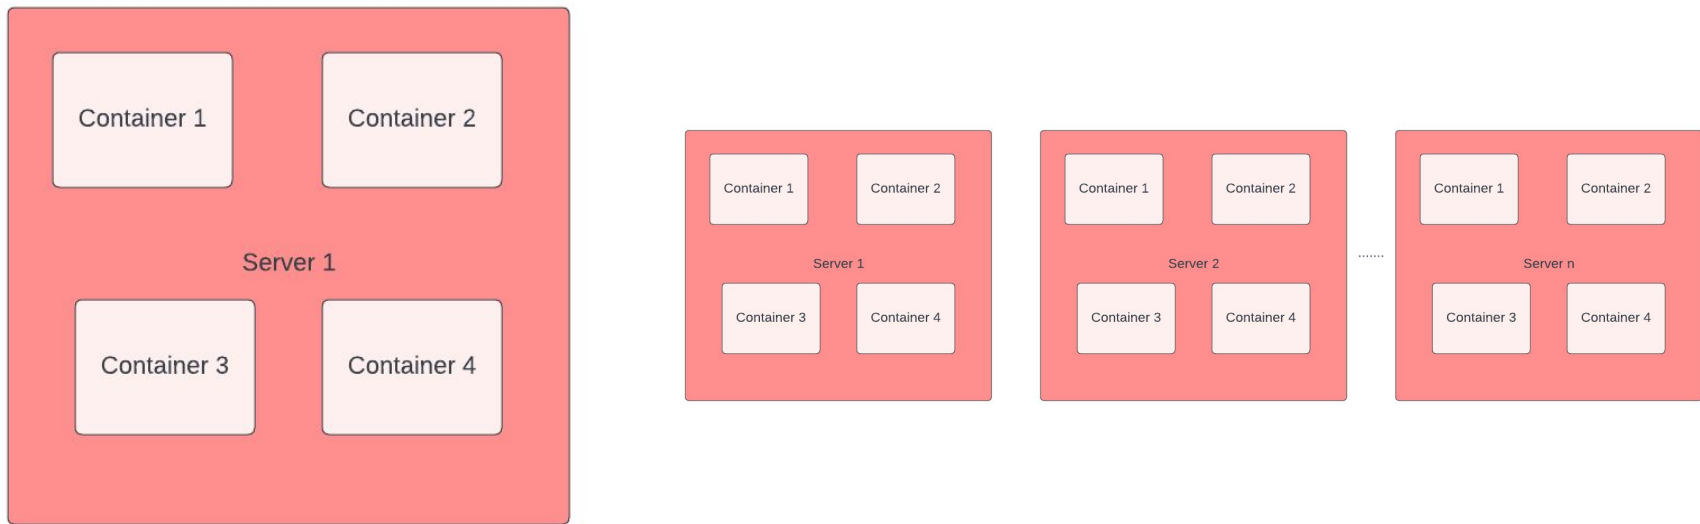 Container 1
Container 2
Server 1
Container 3
Container 4
Container 1
Container 2
Server 1
Container 3
Container 4
Container 1
Container 2
Server 2
Container 3
Container 4
.......
Container 1
Container 2
Server n
Container 3
Container 4